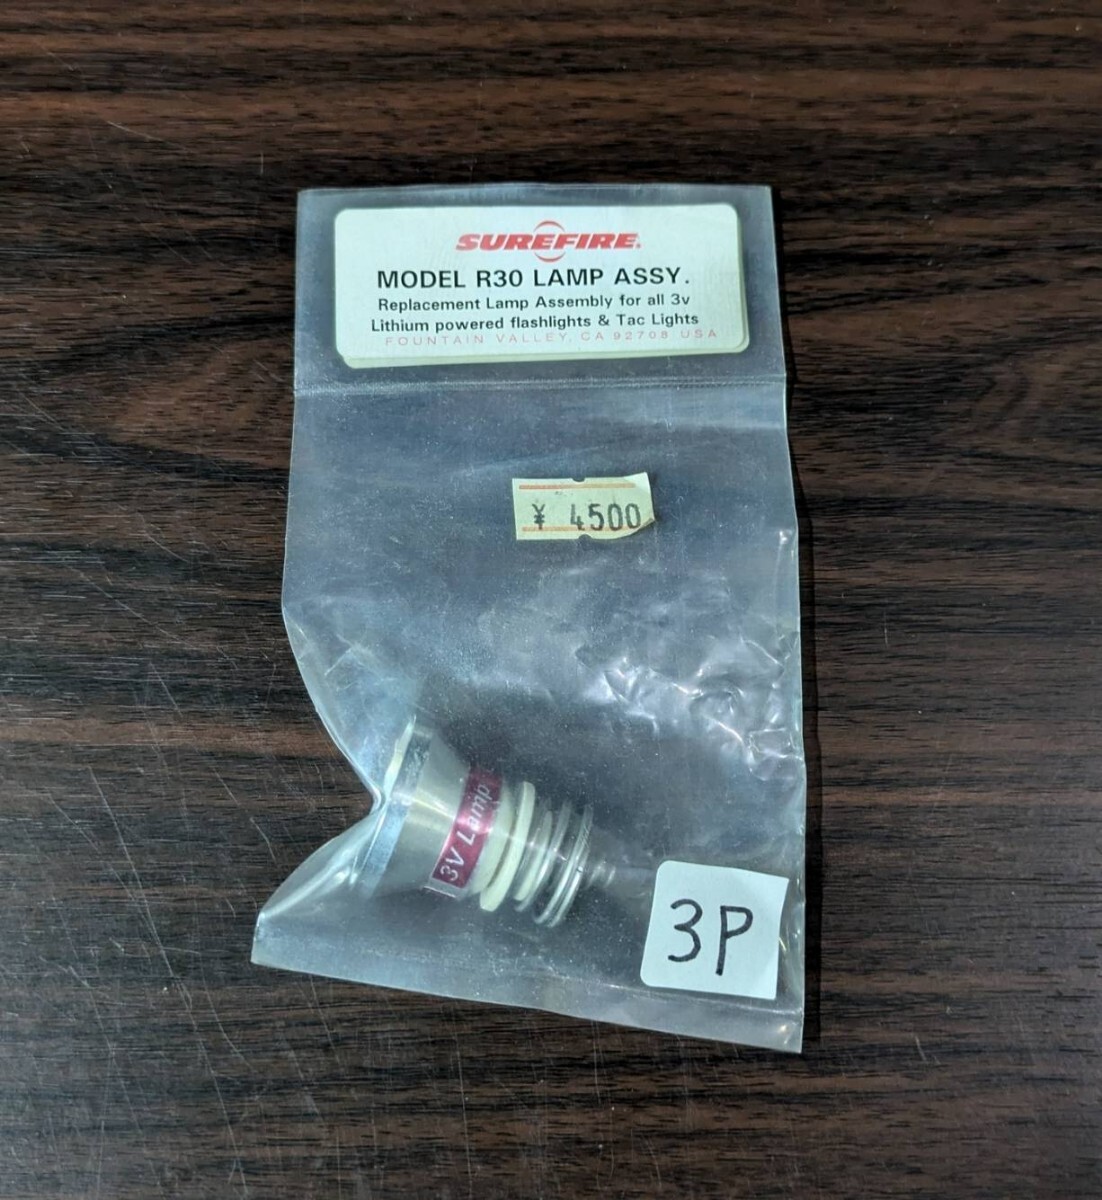 SUREFIRE®
MODEL R30 LAMP ASSY.
Replacement Lamp Assembly for all 3v
Lithium powered flashlights & Tac Lights
FOUNTAIN VALLEY, CA 92708 USA
¥ 4500
3V Lamp
3P